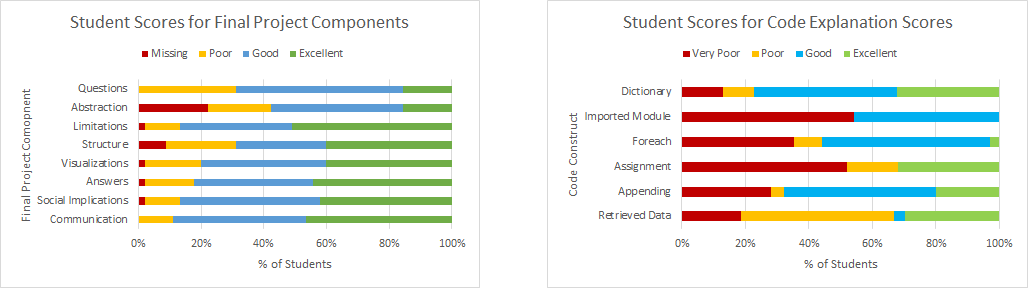 Student Scores for Final Project Components
Missing Poor Good Excellent
Final Project Comopnent
Questions
Abstraction
Limitations
Structure
Visualizations
Answers
Social Implications
Communication
0% 20% 40% 60% 80% 100%
% of Students
Student Scores for Code Explanation Scores
Very Poor Poor Good Excellent
Code Construct
Dictionary
Imported Module
Foreach
Assignment
Appending
Retrieved Data
0% 20% 40% 60% 80% 100%
% of Students